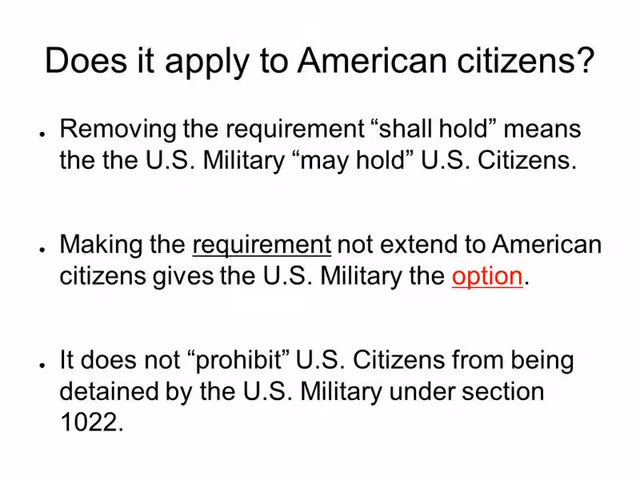 Does it apply to American citizens?
● Removing the requirement “shall hold” means
the the U.S. Military “may hold” U.S. Citizens.
● Making the requirement not extend to American
citizens gives the U.S. Military the option.
● It does not “prohibit” U.S. Citizens from being
detained by the U.S. Military under section
1022.